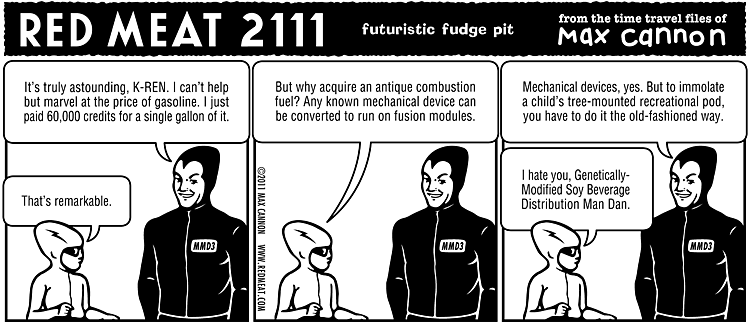 RED MEAT 2111
futuristic fudge pit
from the time travel files of
Max cannon
It's truly astounding, K-REN. I can't help
but marvel at the price of gasoline. I just
paid 60,000 credits for a single gallon of it.
That's remarkable.
MMD3
©2011 MAX CANNON WWW.REDMEAT.COM
But why acquire an antique combustion
fuel? Any known mechanical device can
be converted to run on fusion modules.
MMD3
Mechanical devices, yes. But to immolate
a child's tree-mounted recreational pod,
you have to do it the old-fashioned way.
I hate you, Genetically-
Modified Soy Beverage
Distribution Man Dan.
MMD3